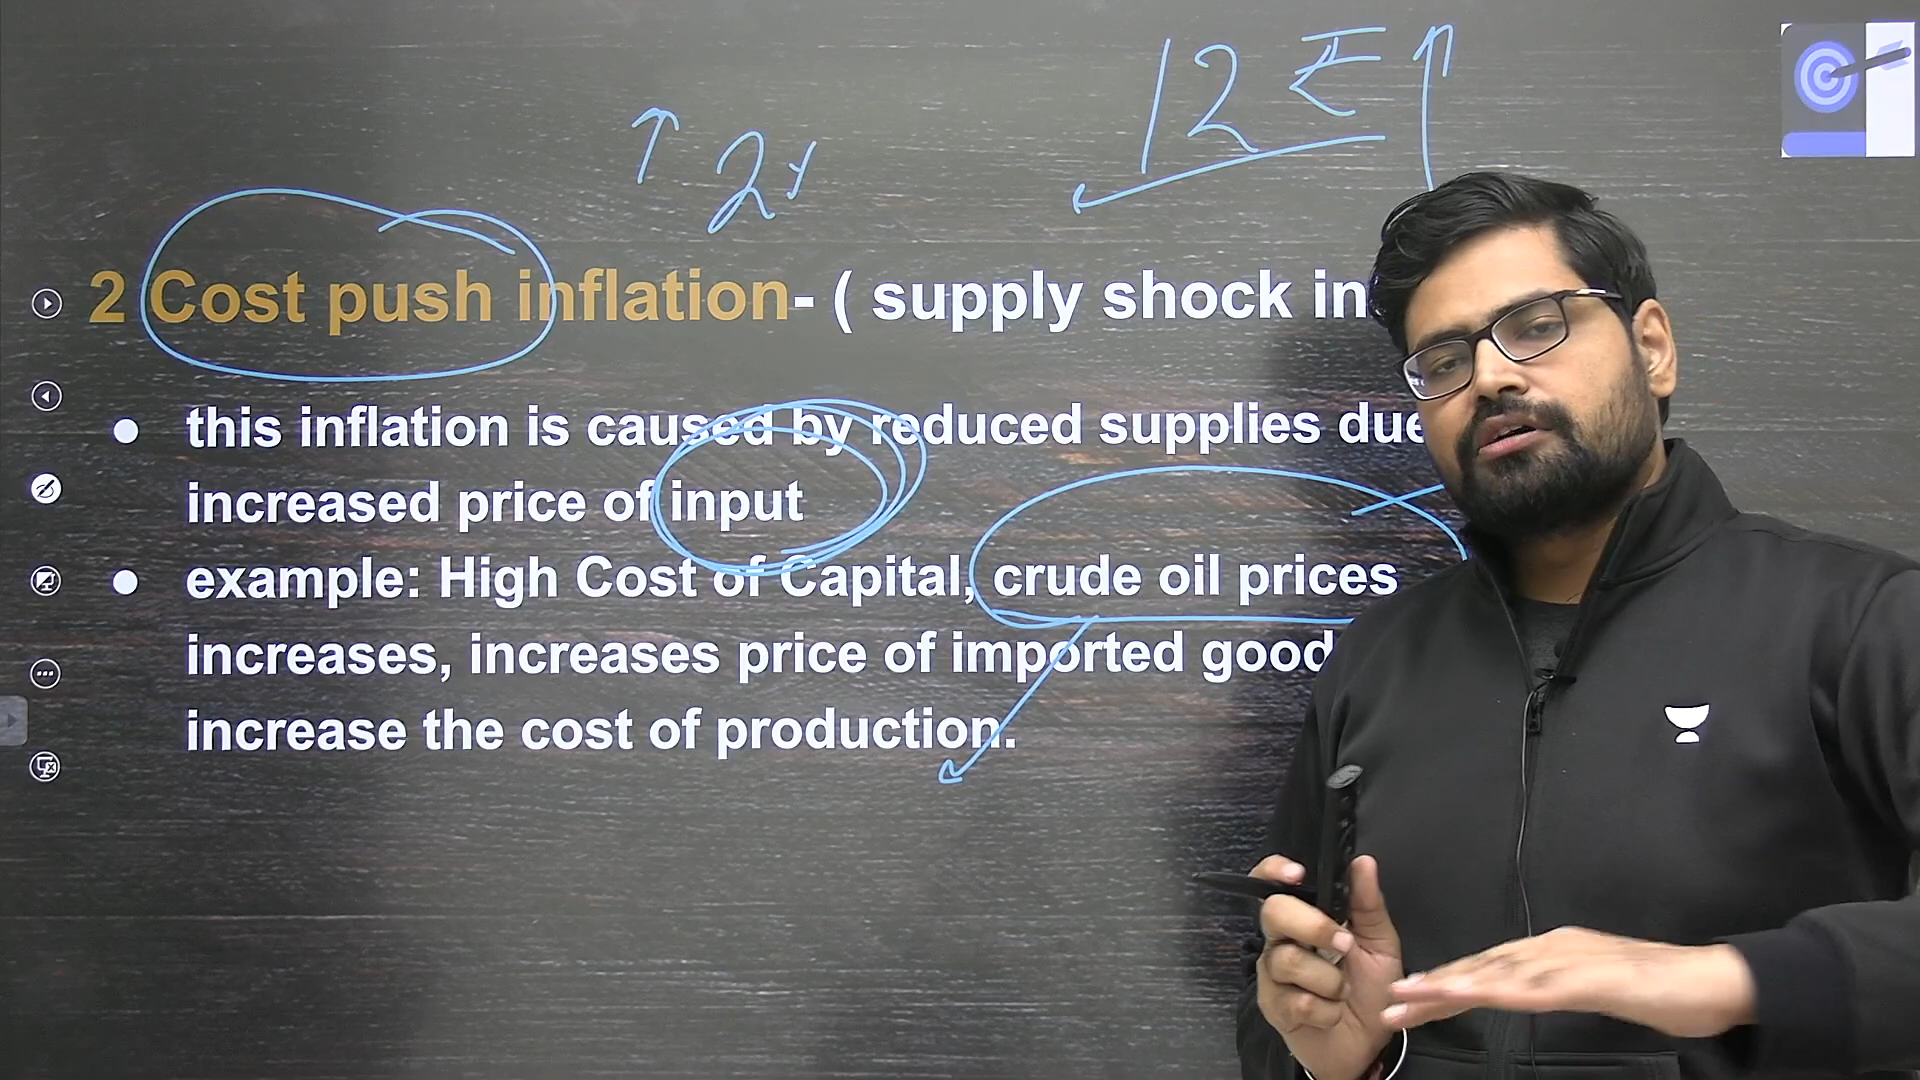 12 ₹ ↑
↑ 2x
2 Cost push inflation- ( supply shock in
this inflation is caused by reduced supplies due
increased price of input
example: High Cost of Capital, crude oil prices
increases, increases price of imported good
increase the cost of production.